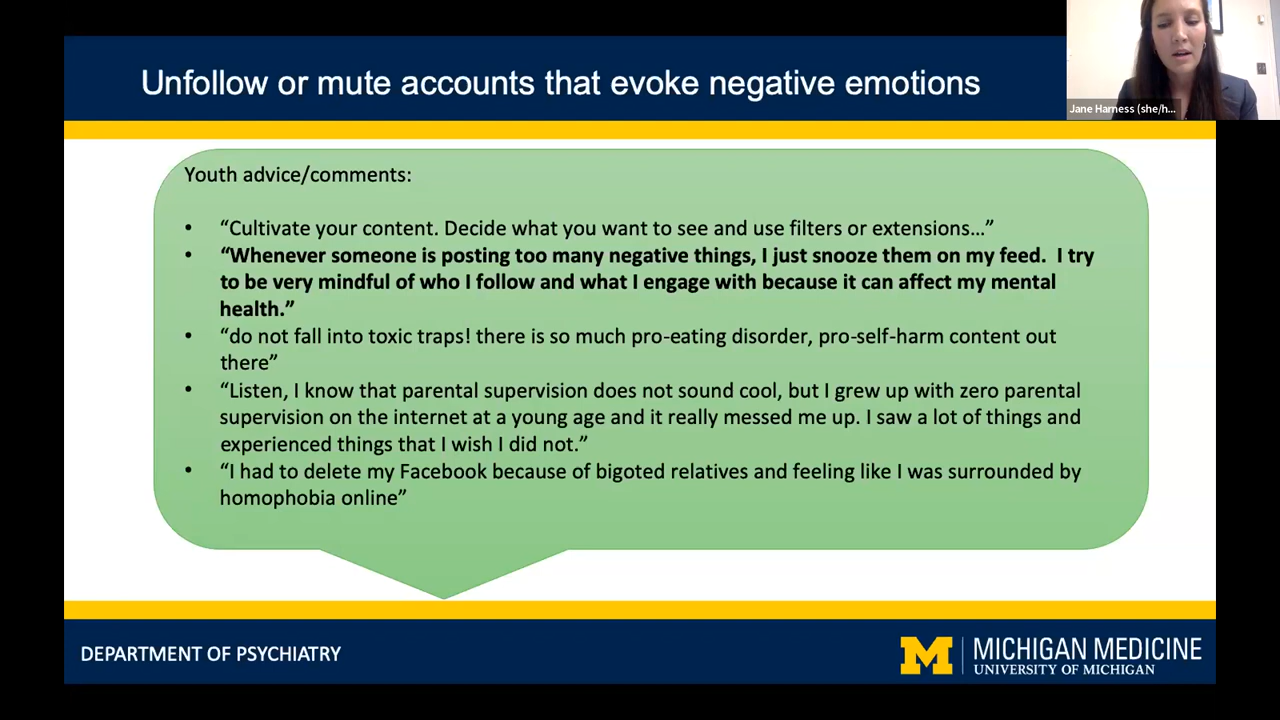 Unfollow or mute accounts that evoke negative emotions
Jane Harness (she/h...
Youth advice/comments:
• “Cultivate your content. Decide what you want to see and use filters or extensions…”
• “Whenever someone is posting too many negative things, I just snooze them on my feed.  I try
to be very mindful of who I follow and what I engage with because it can affect my mental
health.”
• “do not fall into toxic traps! there is so much pro-eating disorder, pro-self-harm content out
there”
• “Listen, I know that parental supervision does not sound cool, but I grew up with zero parental
supervision on the internet at a young age and it really messed me up. I saw a lot of things and
experienced things that I wish I did not.”
• “I had to delete my Facebook because of bigoted relatives and feeling like I was surrounded by
homophobia online”
DEPARTMENT OF PSYCHIATRY
M MICHIGAN MEDICINE
UNIVERSITY OF MICHIGAN